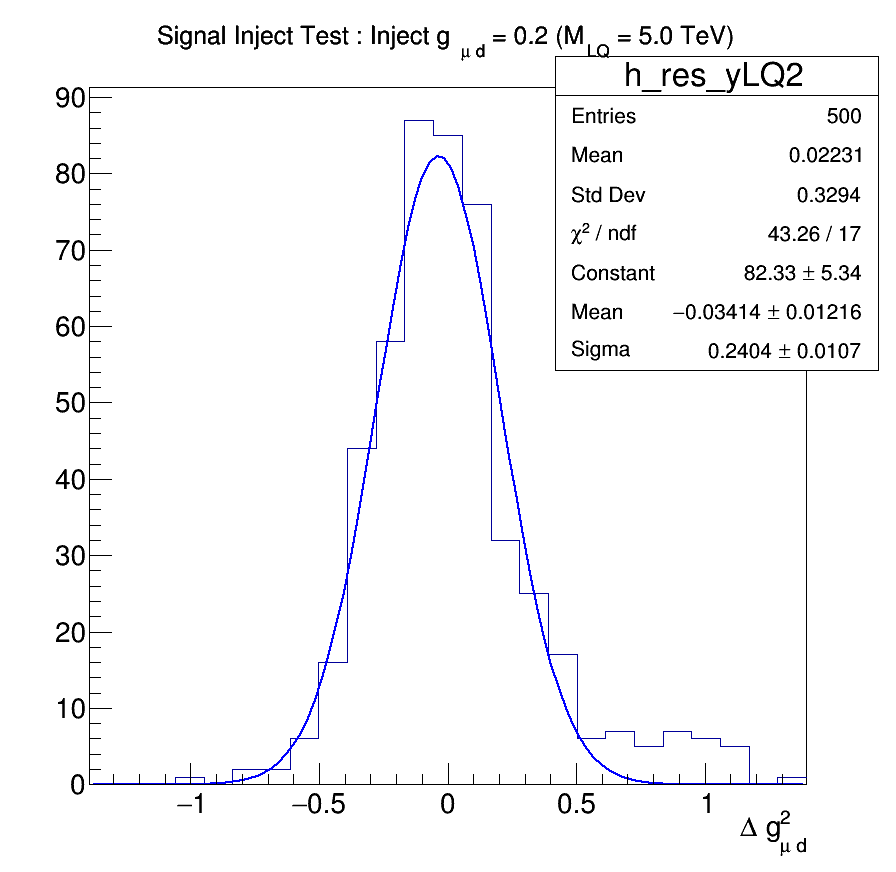 Signal Inject Test : Inject g μ d = 0.2 (M LQ = 5.0 TeV)
h_res_yLQ2
Entries 500
Mean 0.02231
Std Dev 0.3294
χ² / ndf 43.26 / 17
Constant 82.33 ± 5.34
Mean −0.03414 ± 0.01216
Sigma 0.2404 ± 0.0107
90
80
70
60
50
40
30
20
10
0
−1 −0.5 0 0.5 1
Δ g² μ d